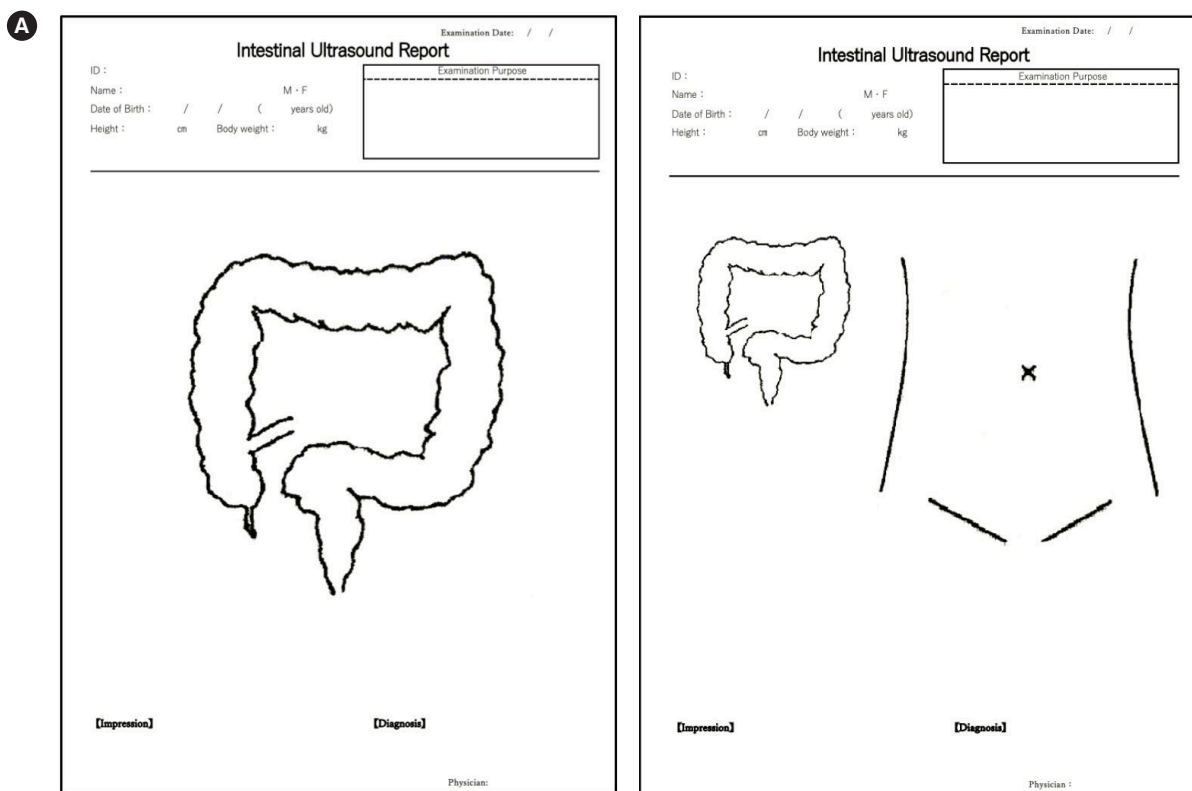 A
Examination Date: / /
Intestinal Ultrasound Report
ID :
Examination Purpose
Name : M・F
Date of Birth : / / ( years old)
Height : cm Body weight : kg
【Impression】 【Diagnosis】
Physician:
Examination Date: / /
Intestinal Ultrasound Report
ID :
Examination Purpose
Name : M・F
Date of Birth : / / ( years old)
Height : cm Body weight : kg
【Impression】 【Diagnosis】
Physician :